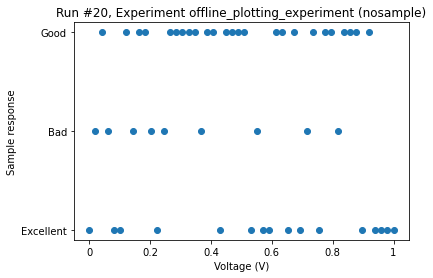 Run #20, Experiment offline_plotting_experiment (nosample)
Good
Bad
Excellent
Sample response
0 0.2 0.4 0.6 0.8 1
Voltage (V)